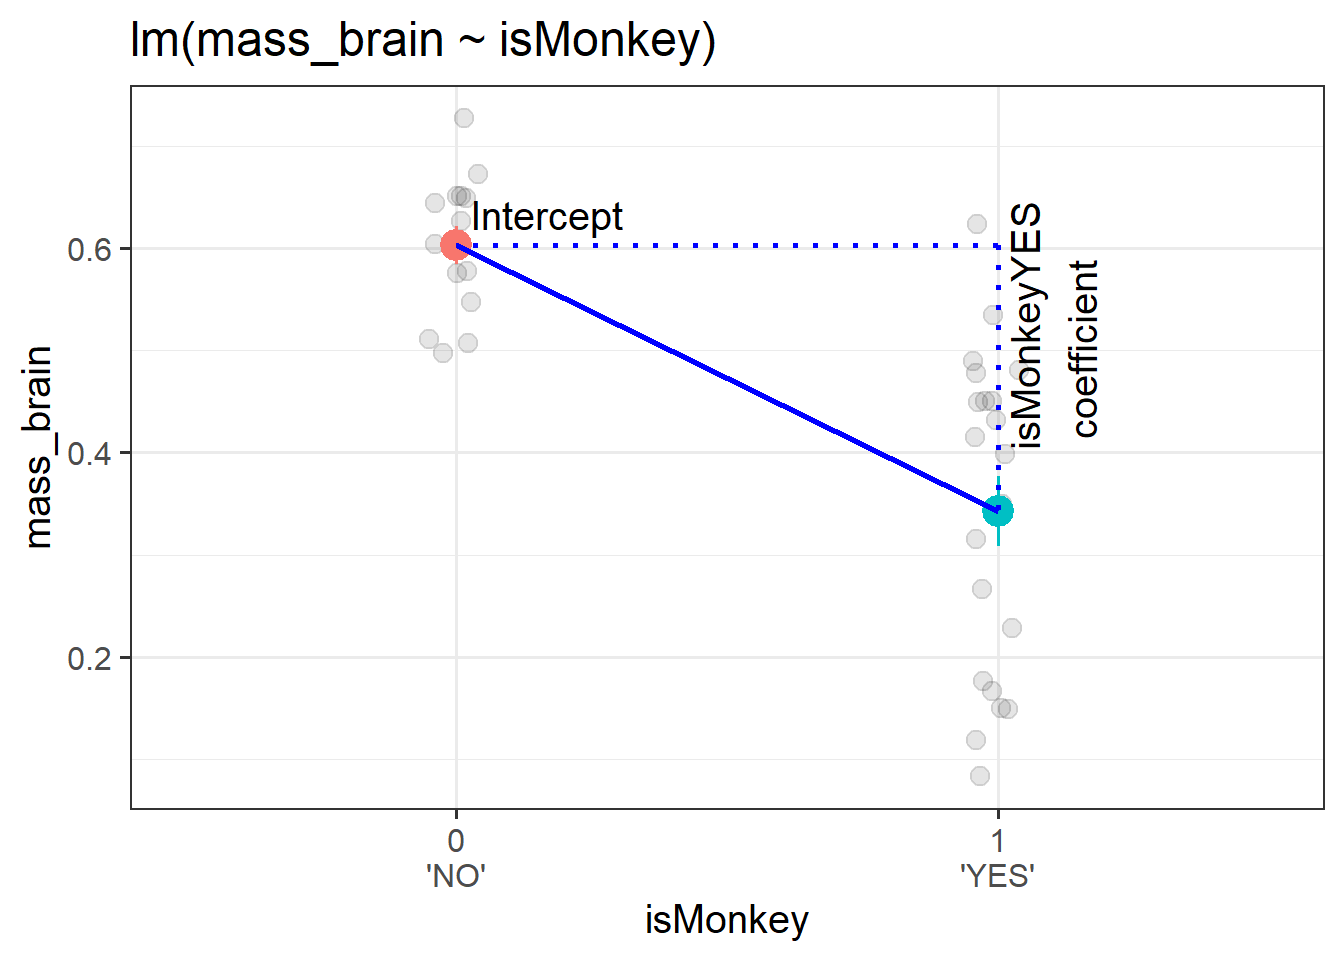 lm(mass_brain ~ isMonkey)
mass_brain
0.6
0.4
0.2
Intercept
isMonkeyYES
coefficient
0
'NO'
1
'YES'
isMonkey